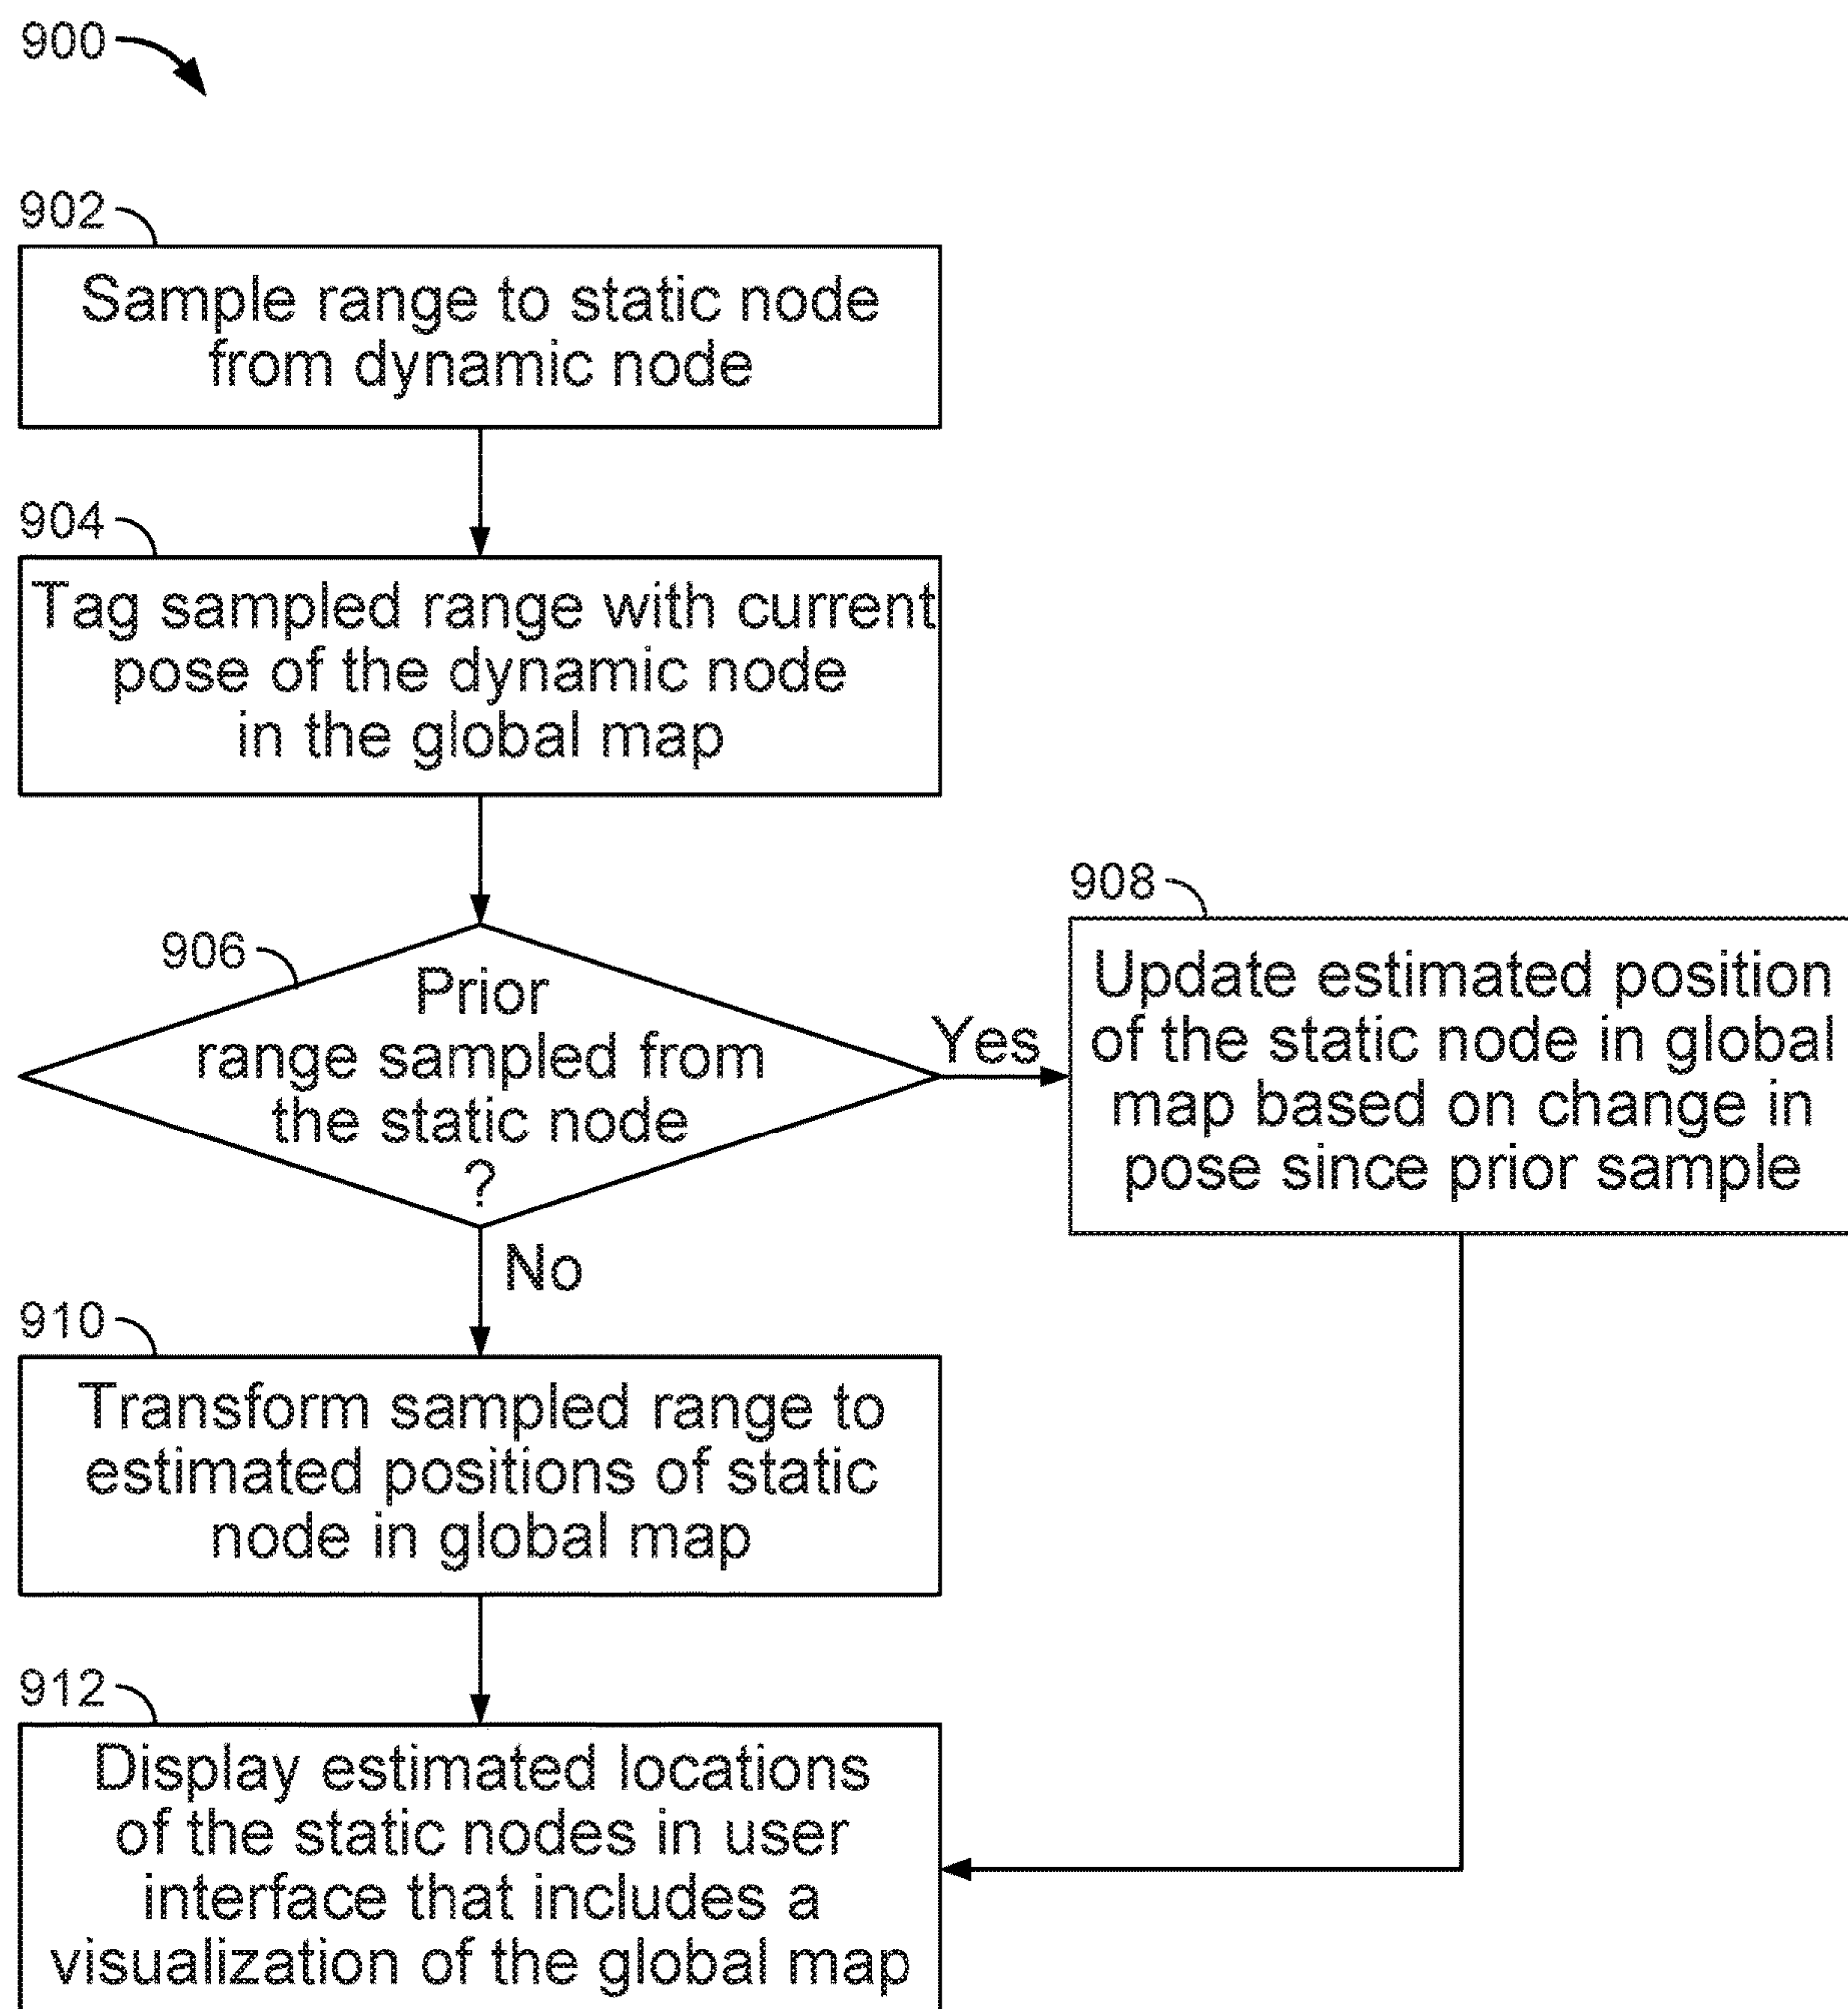 900
902
Sample range to static node
from dynamic node
904
Tag sampled range with current
pose of the dynamic node
in the global map
906
Prior
range sampled from
the static node
?
Yes
908
Update estimated position
of the static node in global
map based on change in
pose since prior sample
No
910
Transform sampled range to
estimated positions of static
node in global map
912
Display estimated locations
of the static nodes in user
interface that includes a
visualization of the global map